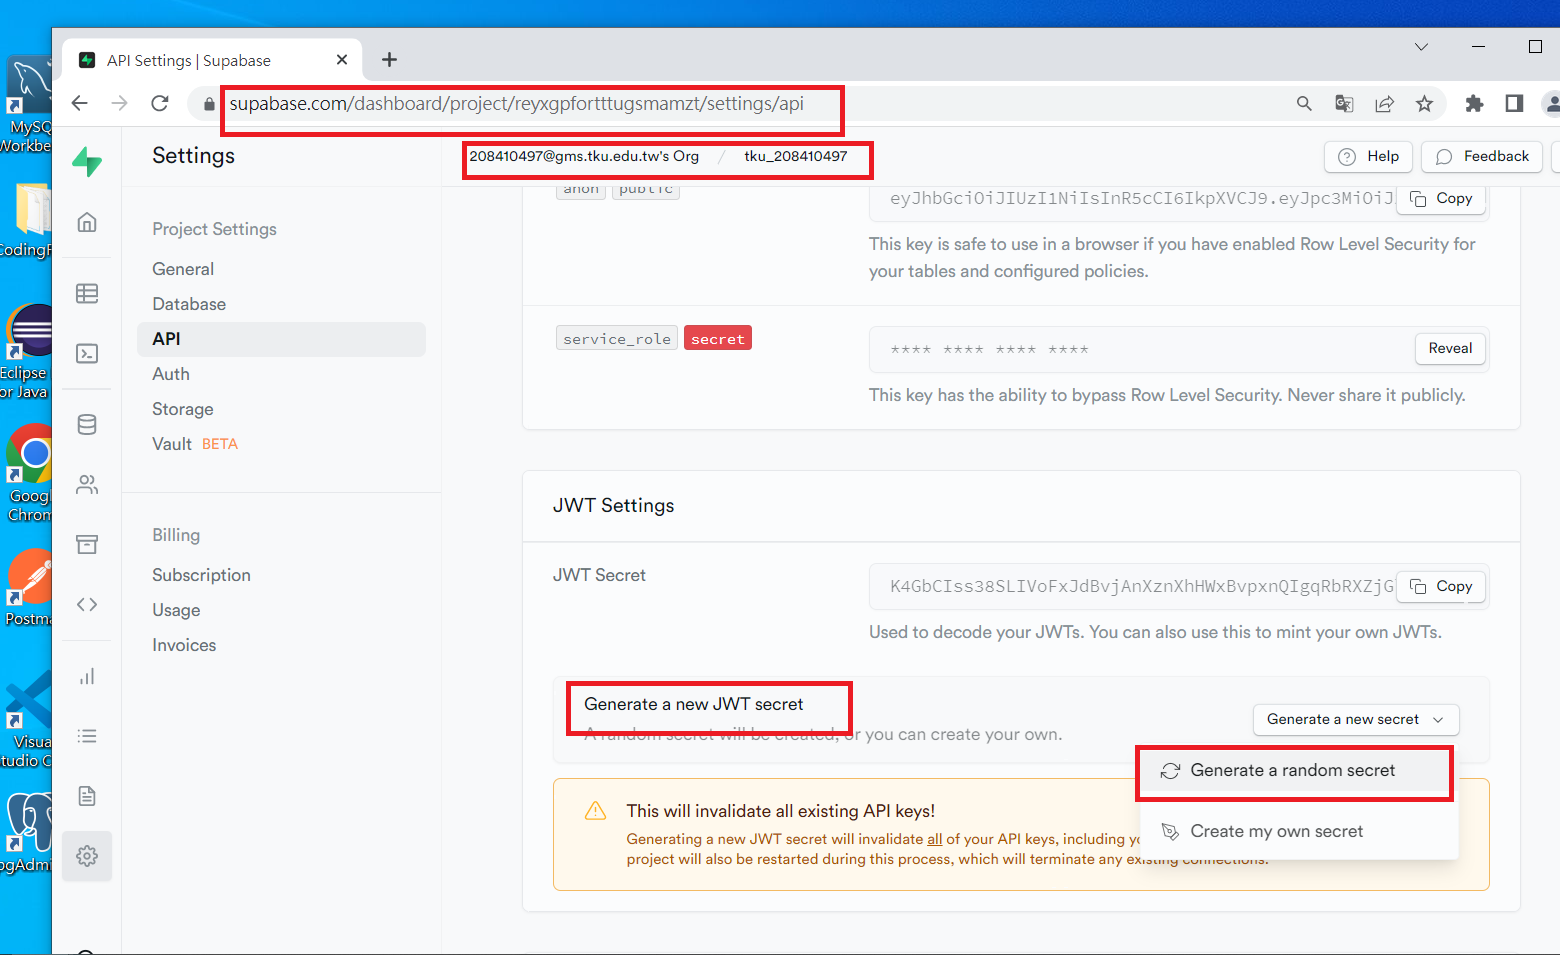 API Settings | Supabase
supabase.com/dashboard/project/reyxgpfortttugsmamzt/settings/api
Settings
208410497@gms.tku.edu.tw's Org / tku_208410497
Help
Feedback
anon public
eyJhbGciOiJIUzI1NiIsInR5cCI6IkpXVCJ9.eyJpc3MiOiJ
Copy
This key is safe to use in a browser if you have enabled Row Level Security for
your tables and configured policies.
service_role secret
**** **** **** ****
Reveal
This key has the ability to bypass Row Level Security. Never share it publicly.
Project Settings
General
Database
API
Auth
Storage
Vault BETA
Billing
Subscription
Usage
Invoices
JWT Settings
JWT Secret
K4GbCIss38SLIVoFxJdBvjAnXznXhHWxBvpxnQIgqRbRXZjG
Copy
Used to decode your JWTs. You can also use this to mint your own JWTs.
Generate a new JWT secret
A random secret will be created, or you can create your own.
Generate a new secret
Generate a random secret
Create my own secret
This will invalidate all existing API keys!
Generating a new JWT secret will invalidate all of your API keys, including
project will also be restarted during this process, which will terminate any existing connections.
MySQ
Workbe
CodingF
Eclipse
or Java
Goog
Chrom
Postma
Visua
tudio C
ogAdmi